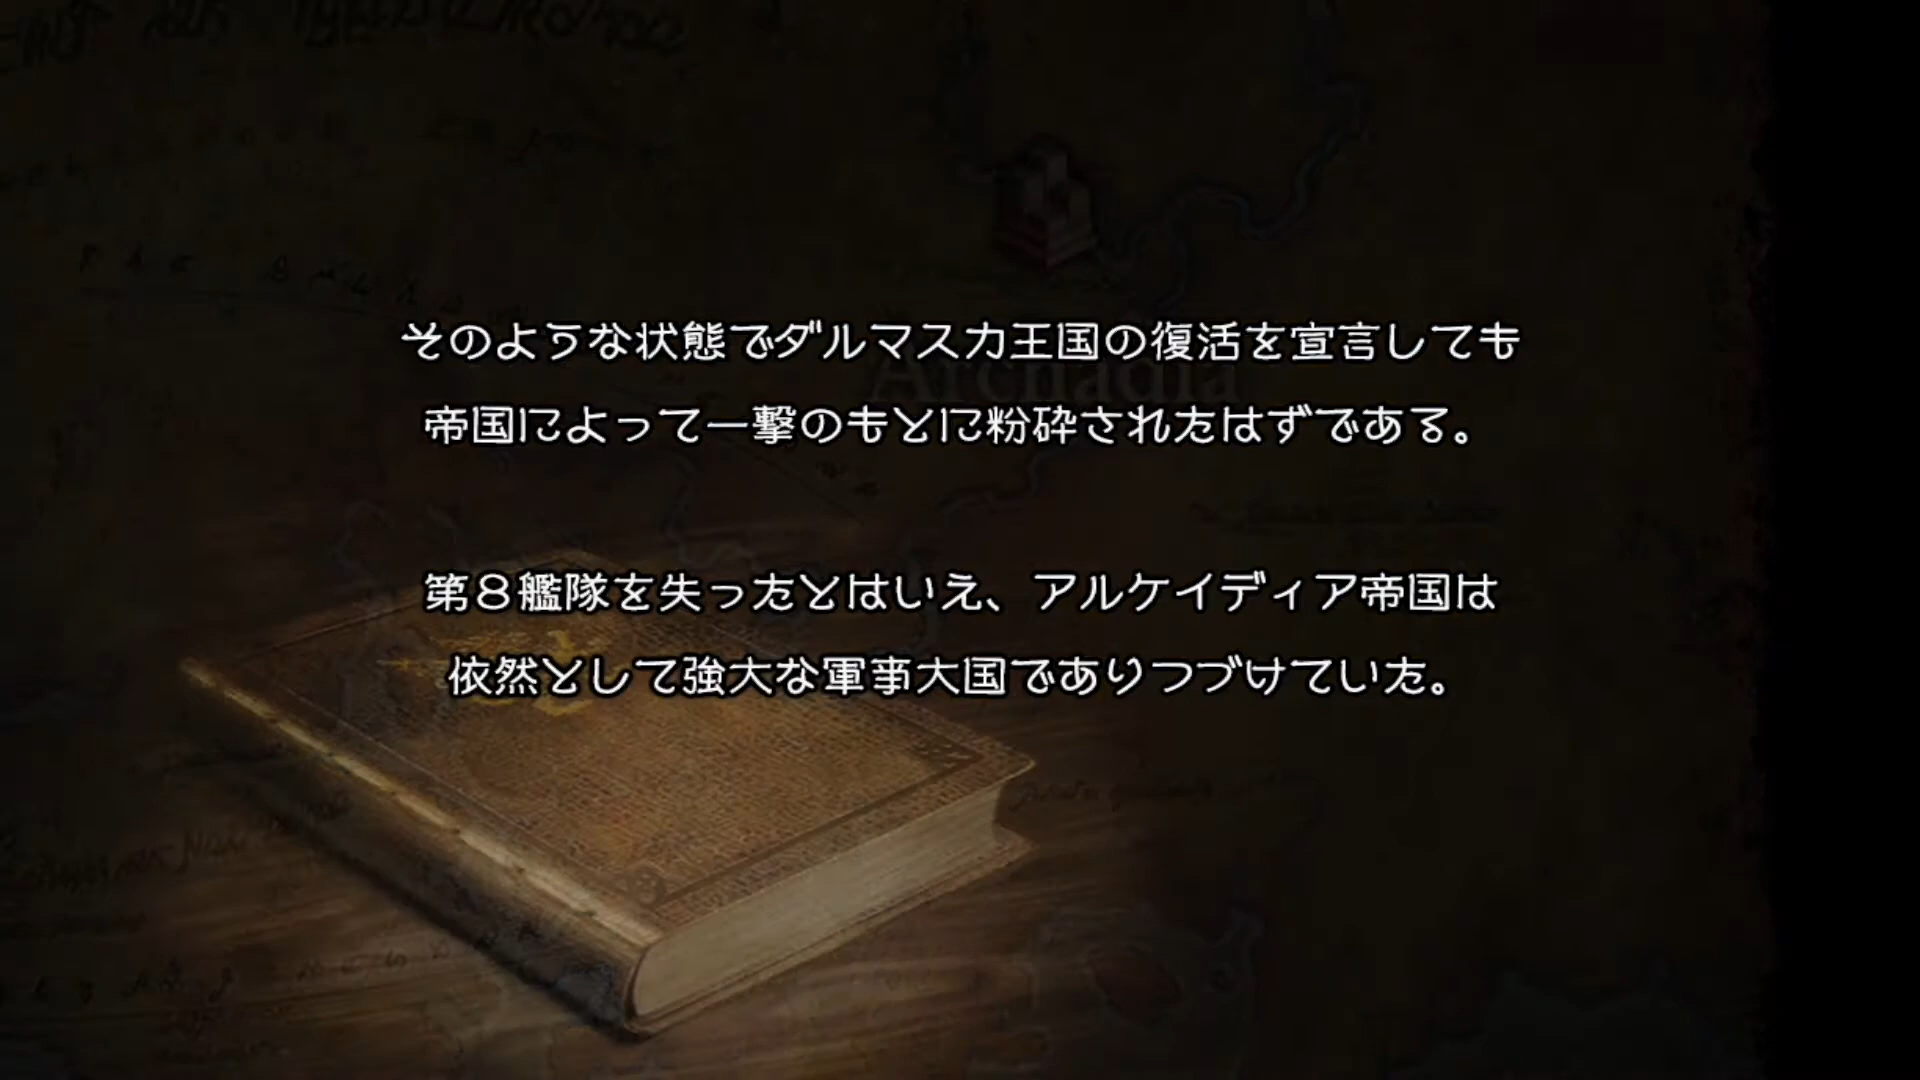 そのような状態でダルマスカ王国の復活を宣言しても
Archadia
帝国によって一撃のもとに粉砕されたはずである。
第８艦隊を失ったとはいえ、アルケイディア帝国は
依然として強大な軍事大国でありつづけていた。